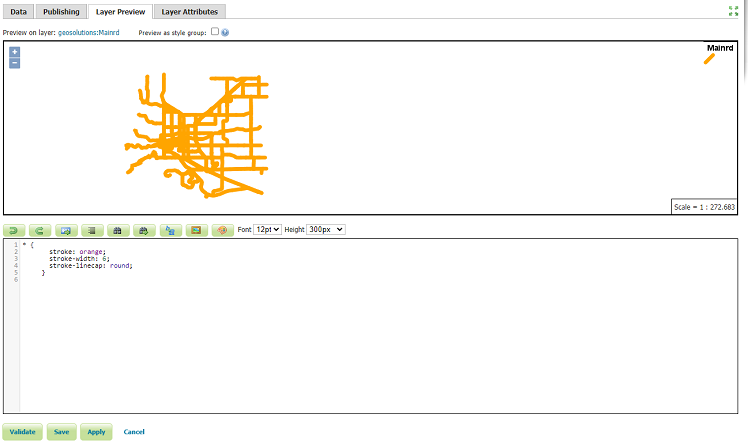 Data Publishing Layer Preview Layer Attributes
Preview on layer: geosolutions:Mainrd Preview as style group:
+
−
Mainrd
Scale = 1 : 272.683
Font 12pt Height 300px
1 * {
2 stroke: orange;
3 stroke-width: 6;
4 stroke-linecap: round;
5 }
6
Validate Save Apply Cancel